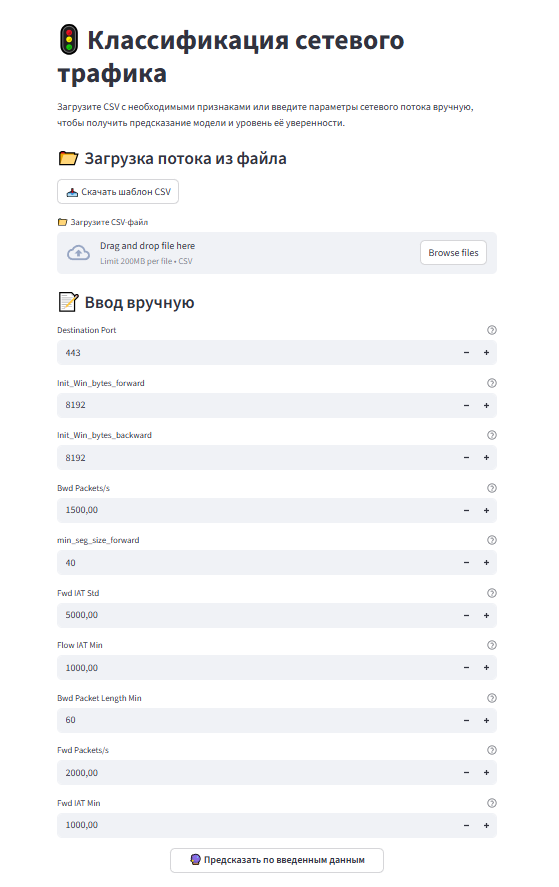 🚦 Классификация сетевого
трафика
Загрузите CSV с необходимыми признаками или введите параметры сетевого потока вручную,
чтобы получить предсказание модели и уровень её уверенности.
📂 Загрузка потока из файла
📥 Скачать шаблон CSV
📂 Загрузите CSV-файл
Drag and drop file here
Limit 200MB per file • CSV
Browse files
📝 Ввод вручную
Destination Port
443
Init_Win_bytes_forward
8192
Init_Win_bytes_backward
8192
Bwd Packets/s
1500,00
min_seg_size_forward
40
Fwd IAT Std
5000,00
Flow IAT Min
1000,00
Bwd Packet Length Min
60
Fwd Packets/s
2000,00
Fwd IAT Min
1000,00
🔮 Предсказать по введенным данным